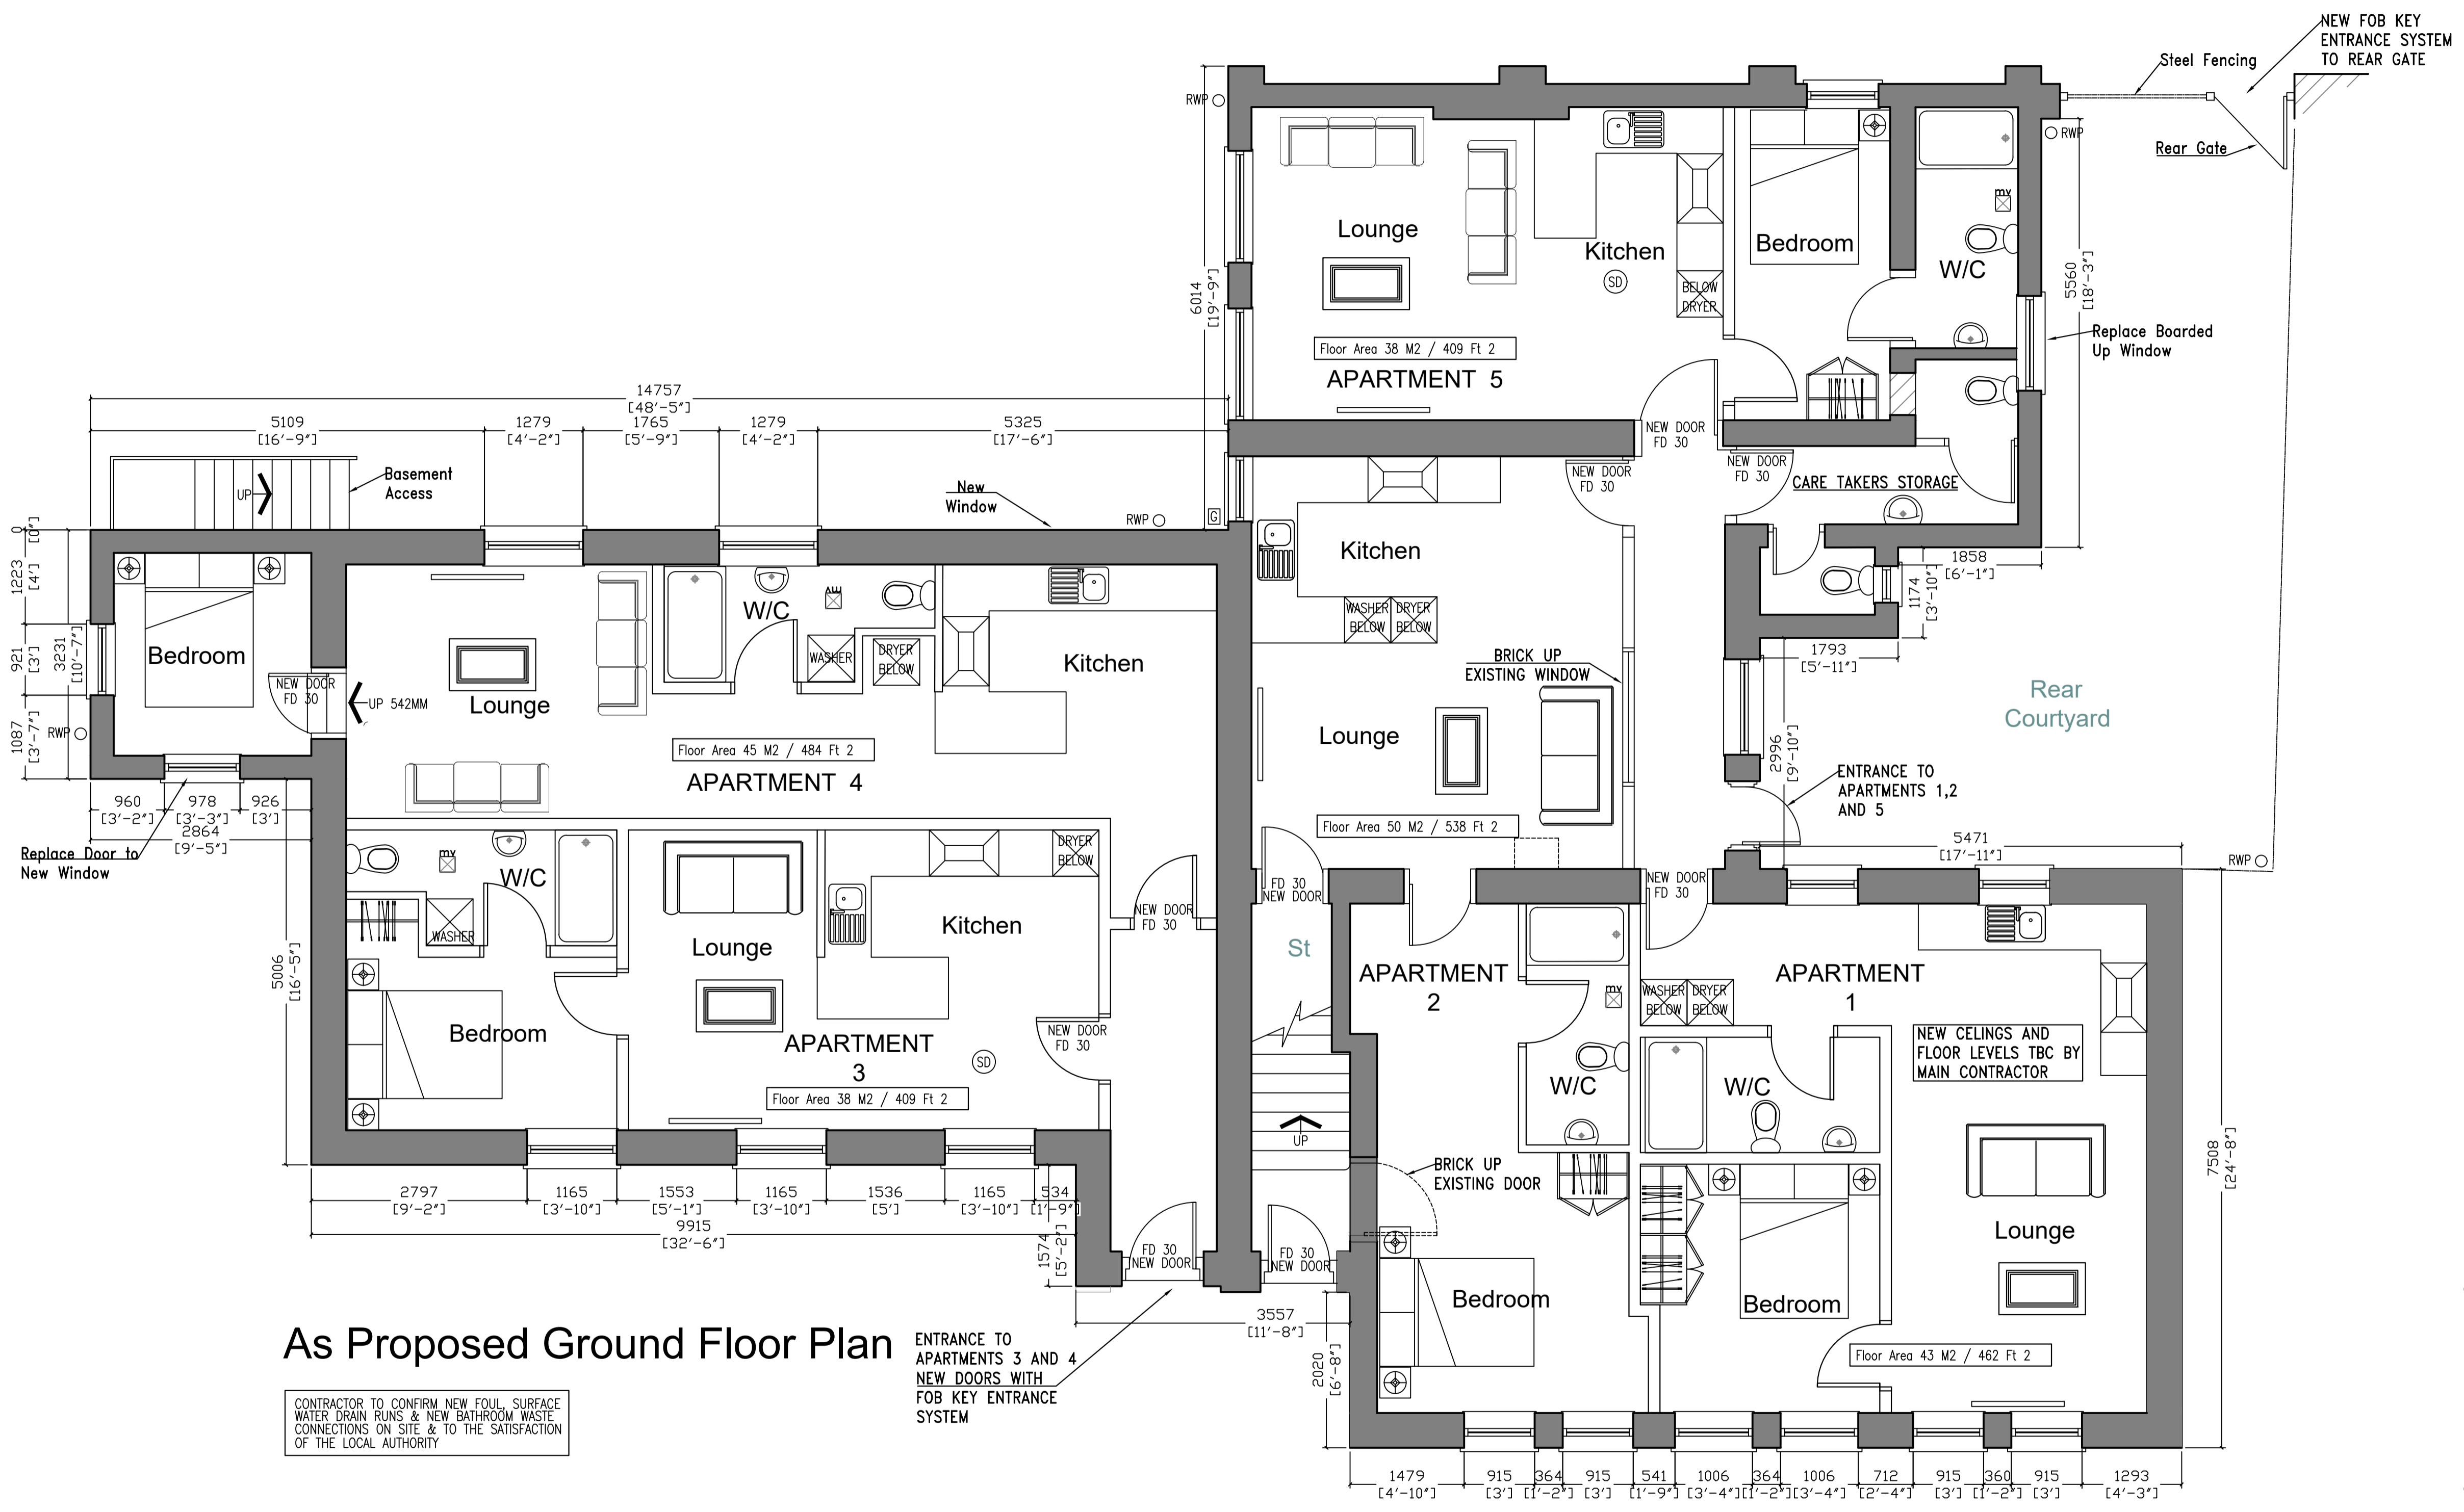 NEW FOB KEY
ENTRANCE SYSTEM
TO REAR GATE
Steel Fencing
Rear Gate
RWP
RWP
Lounge
Kitchen
SD
BELOW
DRYER
Bedroom
mv
W/C
Floor Area 38 M2 / 409 Ft 2
APARTMENT 5
6014
[19'-9"]
5560
[18'-3"]
Replace Boarded
Up Window
14757
[48'-5"]
5109
[16'-9"]
1279
[4'-2"]
1765
[5'-9"]
1279
[4'-2"]
5325
[17'-6"]
NEW DOOR
FD 30
NEW DOOR
FD 30
NEW DOOR
FD 30
CARE TAKERS STORAGE
UP
Basement
Access
New
Window
RWP
G
0
[0"]
1223
[4']
921
[3']
1087
[3'-7"]
3231
[10'-7"]
RWP
Bedroom
NEW DOOR
FD 30
UP 542MM
Lounge
W/C
mv
WASHER
DRYER
BELOW
Kitchen
Floor Area 45 M2 / 484 Ft 2
APARTMENT 4
Kitchen
WASHER
BELOW
DRYER
BELOW
BRICK UP
EXISTING WINDOW
Lounge
Floor Area 50 M2 / 538 Ft 2
1858
[6'-1"]
1174
[3'-10"]
1793
[5'-11"]
2996
[9'-10"]
Rear
Courtyard
ENTRANCE TO
APARTMENTS 1,2
AND 5
5471
[17'-11"]
RWP
960
[3'-2"]
978
[3'-3"]
926
[3']
2864
[9'-5"]
Replace Door to
New Window
5006
[16'-5"]
mv
W/C
WASHER
Bedroom
Lounge
Kitchen
DRYER
BELOW
NEW DOOR
FD 30
NEW DOOR
FD 30
APARTMENT
3
SD
Floor Area 38 M2 / 409 Ft 2
FD 30
NEW DOOR
NEW DOOR
FD 30
St
UP
APARTMENT
2
mv
W/C
WASHER
BELOW
DRYER
BELOW
APARTMENT
1
NEW CELINGS AND
FLOOR LEVELS TBC BY
MAIN CONTRACTOR
W/C
BRICK UP
EXISTING DOOR
Bedroom
Bedroom
Lounge
Floor Area 43 M2 / 462 Ft 2
7508
[24'-8"]
2797
[9'-2"]
1165
[3'-10"]
1553
[5'-1"]
1165
[3'-10"]
1536
[5']
1165
[3'-10"]
534
[1'-9"]
9915
[32'-6"]
1574
[5'-2"]
FD 30
NEW DOOR
FD 30
NEW DOOR
3557
[11'-8"]
2020
[6'-8"]
As Proposed Ground Floor Plan
ENTRANCE TO
APARTMENTS 3 AND 4
NEW DOORS WITH
FOB KEY ENTRANCE
SYSTEM
CONTRACTOR TO CONFIRM NEW FOUL, SURFACE
WATER DRAIN RUNS & NEW BATHROOM WASTE
CONNECTIONS ON SITE & TO THE SATISFACTION
OF THE LOCAL AUTHORITY
1479
[4'-10"]
915
[3']
364
[1'-2"]
915
[3']
541
[1'-9"]
1006
[3'-4"]
364
[1'-2"]
1006
[3'-4"]
712
[2'-4"]
915
[3']
360
[1'-2"]
915
[3']
1293
[4'-3"]